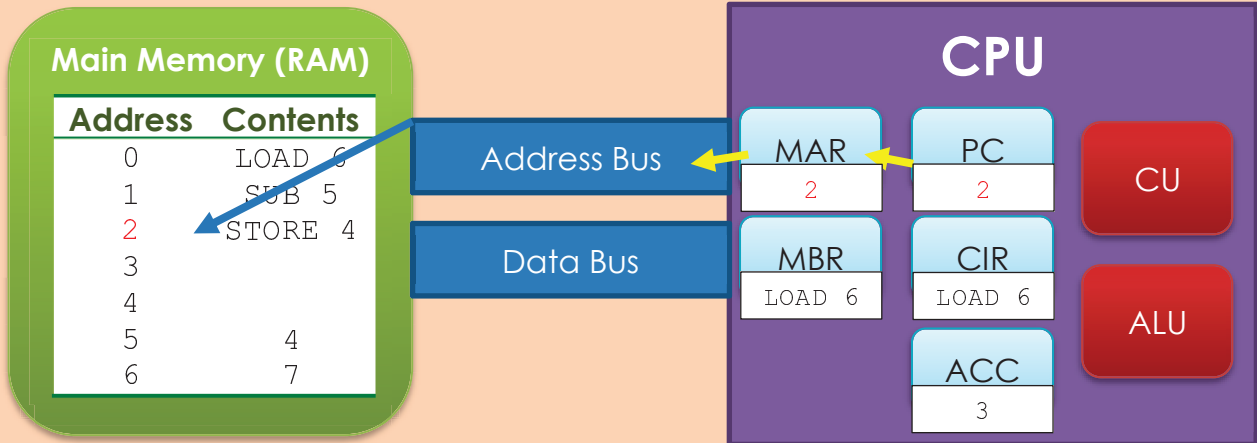 Main Memory (RAM)
Address Contents
0 LOAD 6
1 SUB 5
2 STORE 4
3
4
5 4
6 7
Address Bus
Data Bus
CPU
MAR
2
PC
2
MBR
LOAD 6
CIR
LOAD 6
ACC
3
CU
ALU